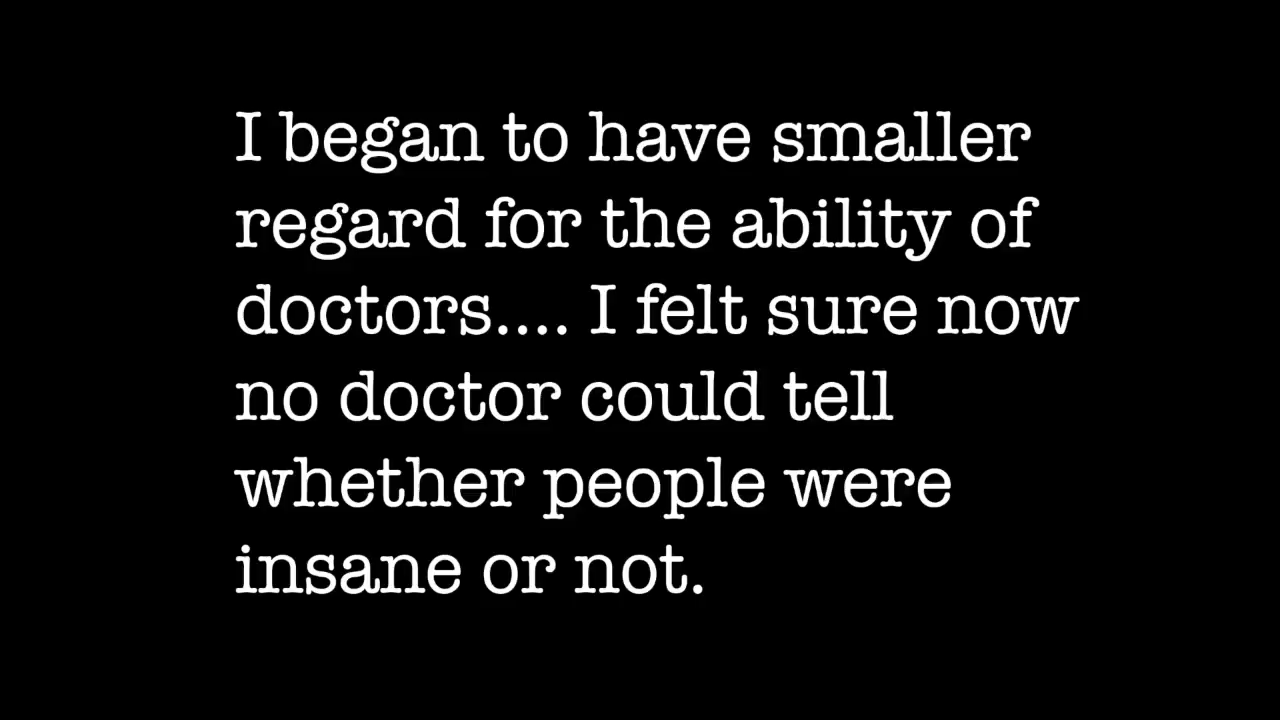 I began to have smaller
regard for the ability of
doctors.... I felt sure now
no doctor could tell
whether people were
insane or not.